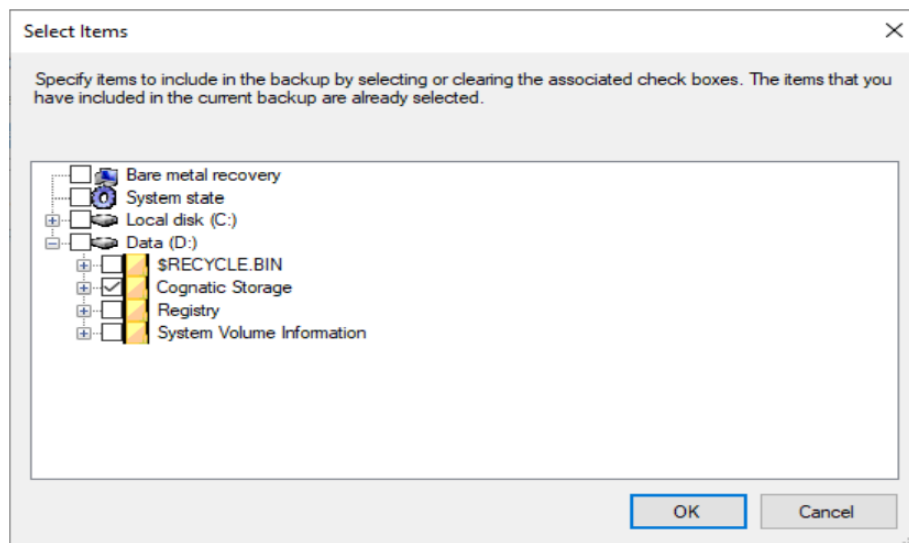 Select Items
Specify items to include in the backup by selecting or clearing the associated check boxes. The items that you
have included in the current backup are already selected.
Bare metal recovery
System state
Local disk (C:)
Data (D:)
$RECYCLE.BIN
Cognatic Storage
Registry
System Volume Information
OK
Cancel